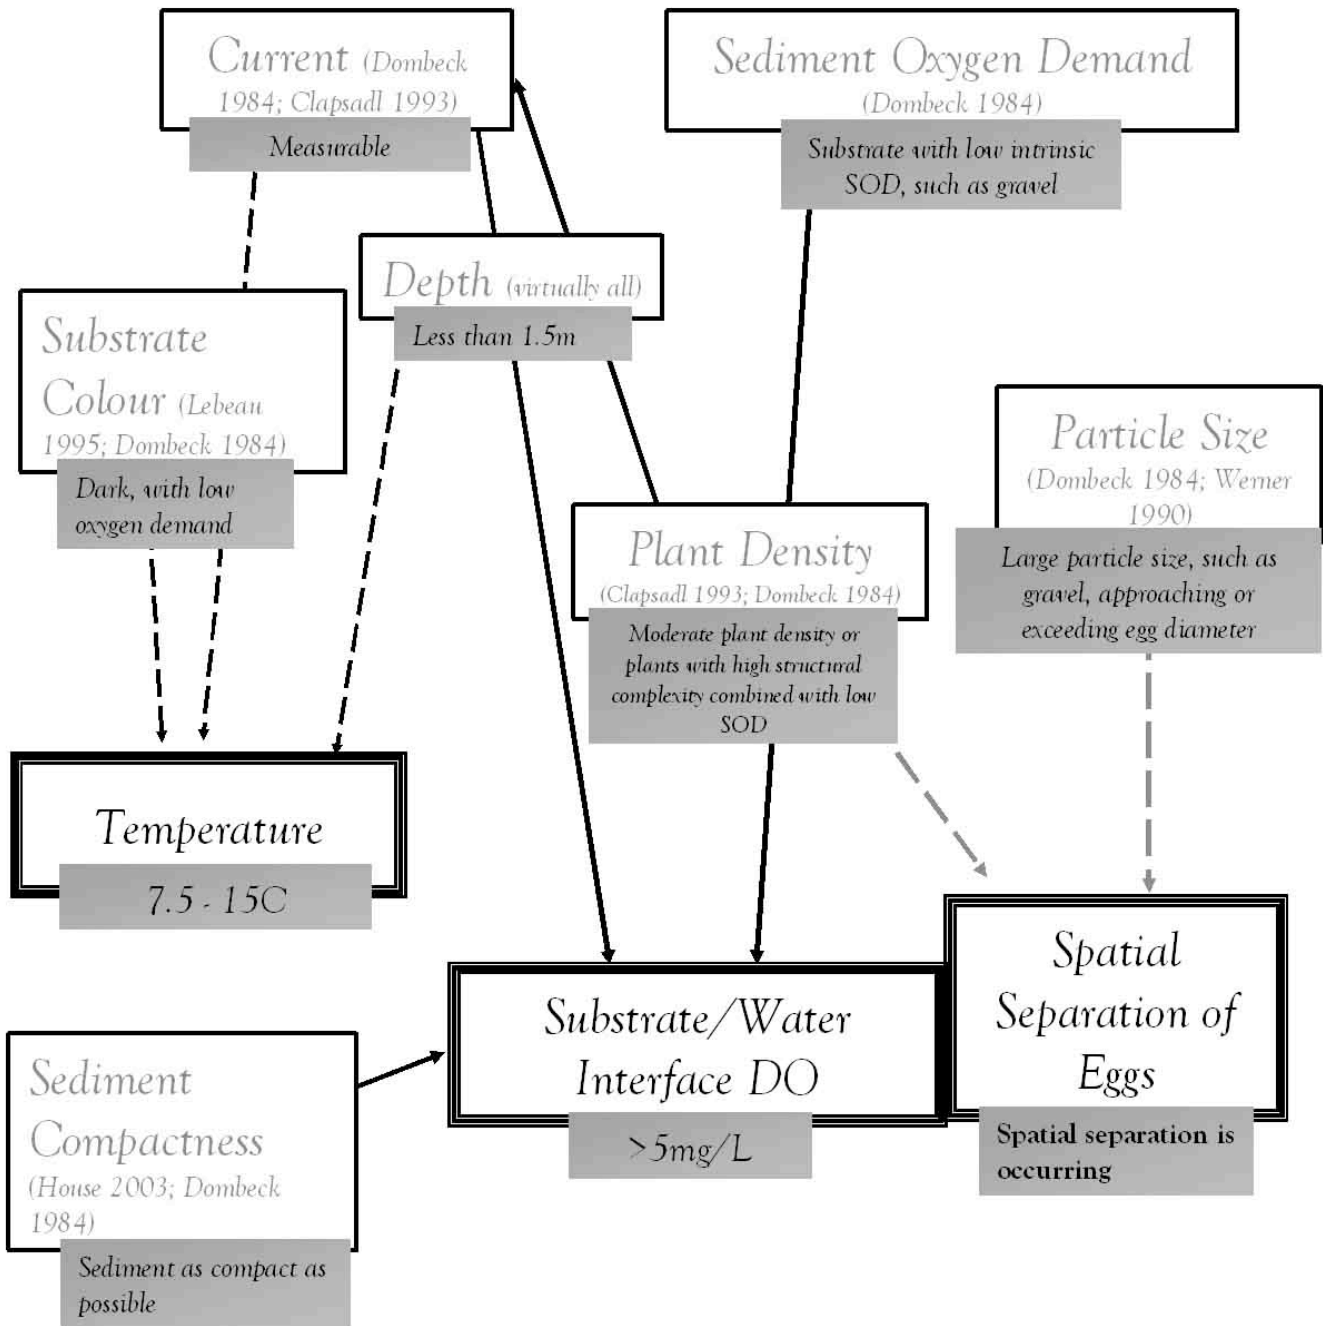 Current (Dombeck
1984; Clapsadl 1993)
Measurable
Sediment Oxygen Demand
(Dombeck 1984)
Substrate with low intrinsic
SOD, such as gravel
Depth (virtually all)
Less than 1.5m
Substrate
Colour (Lebeau
1995; Dombeck 1984)
Dark, with low
oxygen demand
Particle Size
(Dombeck 1984; Werner
1990)
Large particle size, such as
gravel, approaching or
exceeding egg diameter
Plant Density
(Clapsadl 1993; Dombeck 1984)
Moderate plant density or
plants with high structural
complexity combined with low
SOD
Temperature
7.5 - 15C
Substrate/Water
Interface DO
>5mg/L
Spatial
Separation of
Eggs
Spatial separation is
occurring
Sediment
Compactness
(House 2003; Dombeck
1984)
Sediment as compact as
possible